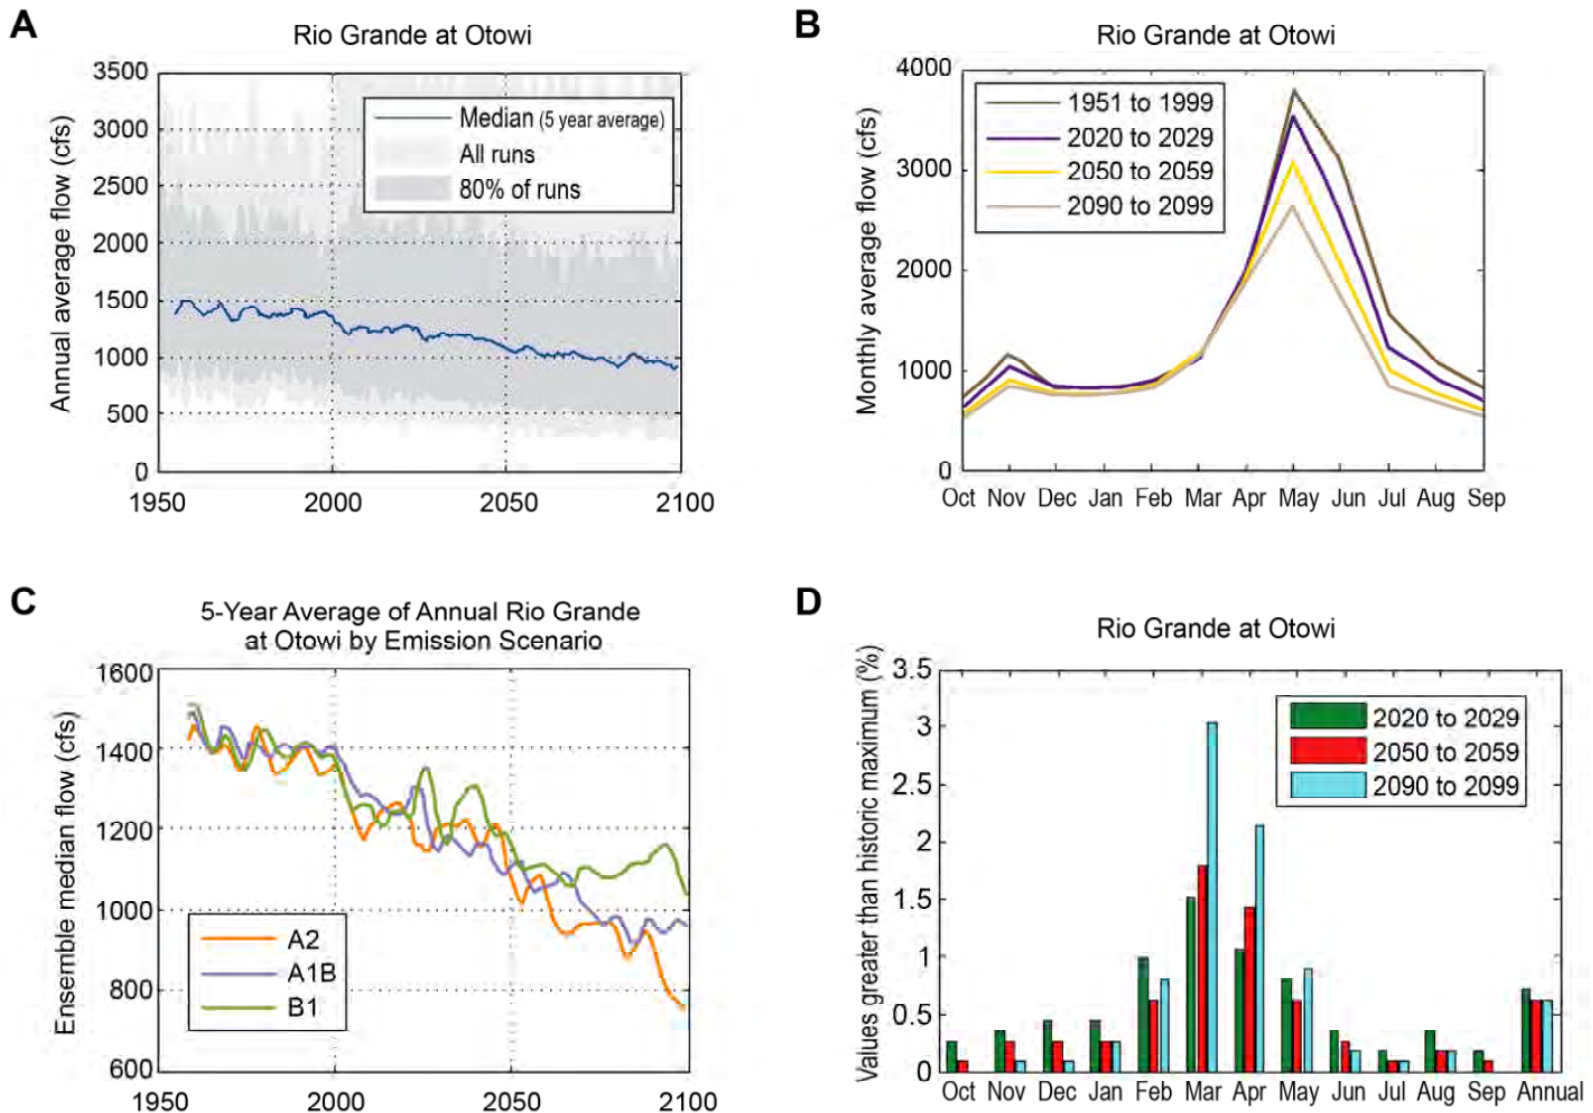 A
Rio Grande at Otowi
Annual average flow (cfs)
3500
3000
2500
2000
1500
1000
500
0
1950
2000
2050
2100
Median (5 year average)
All runs
80% of runs
B
Rio Grande at Otowi
Monthly average flow (cfs)
4000
3000
2000
1000
0
Oct Nov Dec Jan Feb Mar Apr May Jun Jul Aug Sep
1951 to 1999
2020 to 2029
2050 to 2059
2090 to 2099
C
5-Year Average of Annual Rio Grande
at Otowi by Emission Scenario
Ensemble median flow (cfs)
1600
1400
1200
1000
800
600
1950
2000
2050
2100
A2
A1B
B1
D
Rio Grande at Otowi
Values greater than historic maximum (%)
3.5
3
2.5
2
1.5
1
0.5
0
Oct Nov Dec Jan Feb Mar Apr May Jun Jul Aug Sep Annual
2020 to 2029
2050 to 2059
2090 to 2099